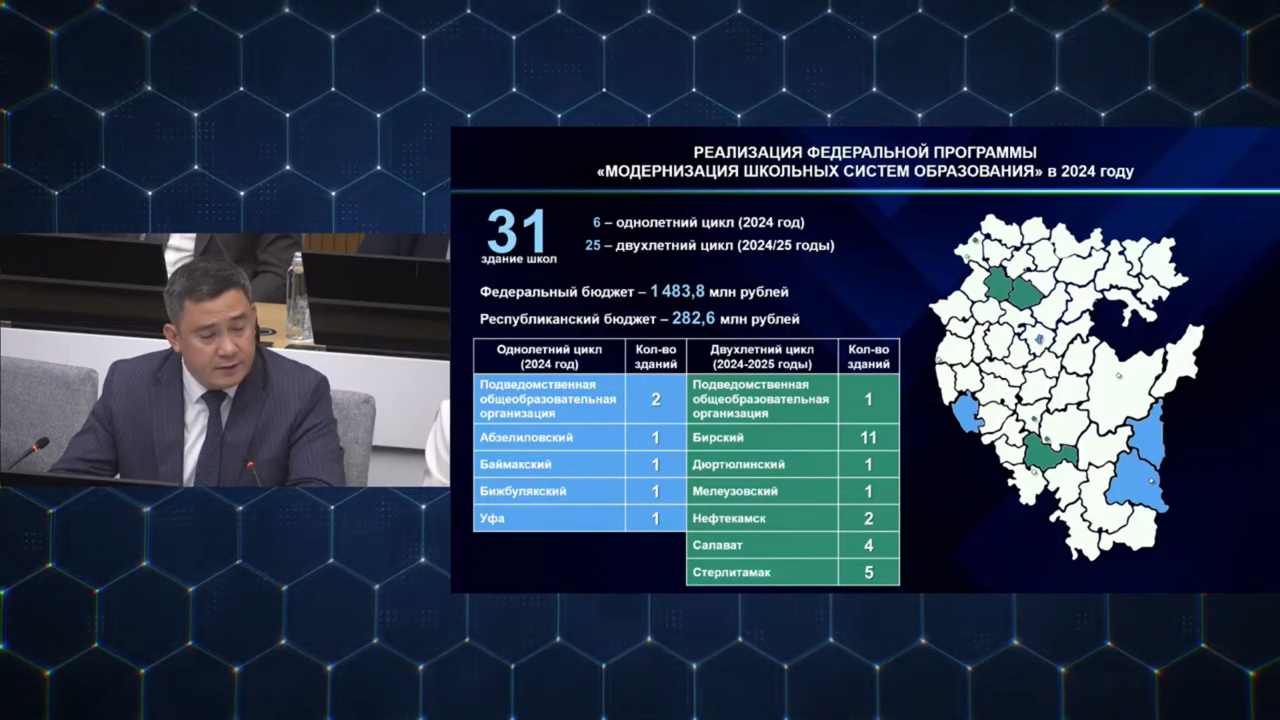 РЕАЛИЗАЦИЯ ФЕДЕРАЛЬНОЙ ПРОГРАММЫ
«МОДЕРНИЗАЦИЯ ШКОЛЬНЫХ СИСТЕМ ОБРАЗОВАНИЯ» в 2024 году
31
здание школ
6 – однолетний цикл (2024 год)
25 – двухлетний цикл (2024/25 годы)
Федеральный бюджет – 1 483,8 млн рублей
Республиканский бюджет – 282,6 млн рублей
Однолетний цикл
(2024 год)
Кол-во
зданий
Двухлетний цикл
(2024-2025 годы)
Кол-во
зданий
Подведомственная
общеобразовательная
организация
2
Подведомственная
общеобразовательная
организация
1
Абзелиловский 1 Бирский 11
Баймакский 1 Дюртюлинский 1
Бижбулякский 1 Мелеузовский 1
Уфа 1 Нефтекамск 2
Салават 4
Стерлитамак 5